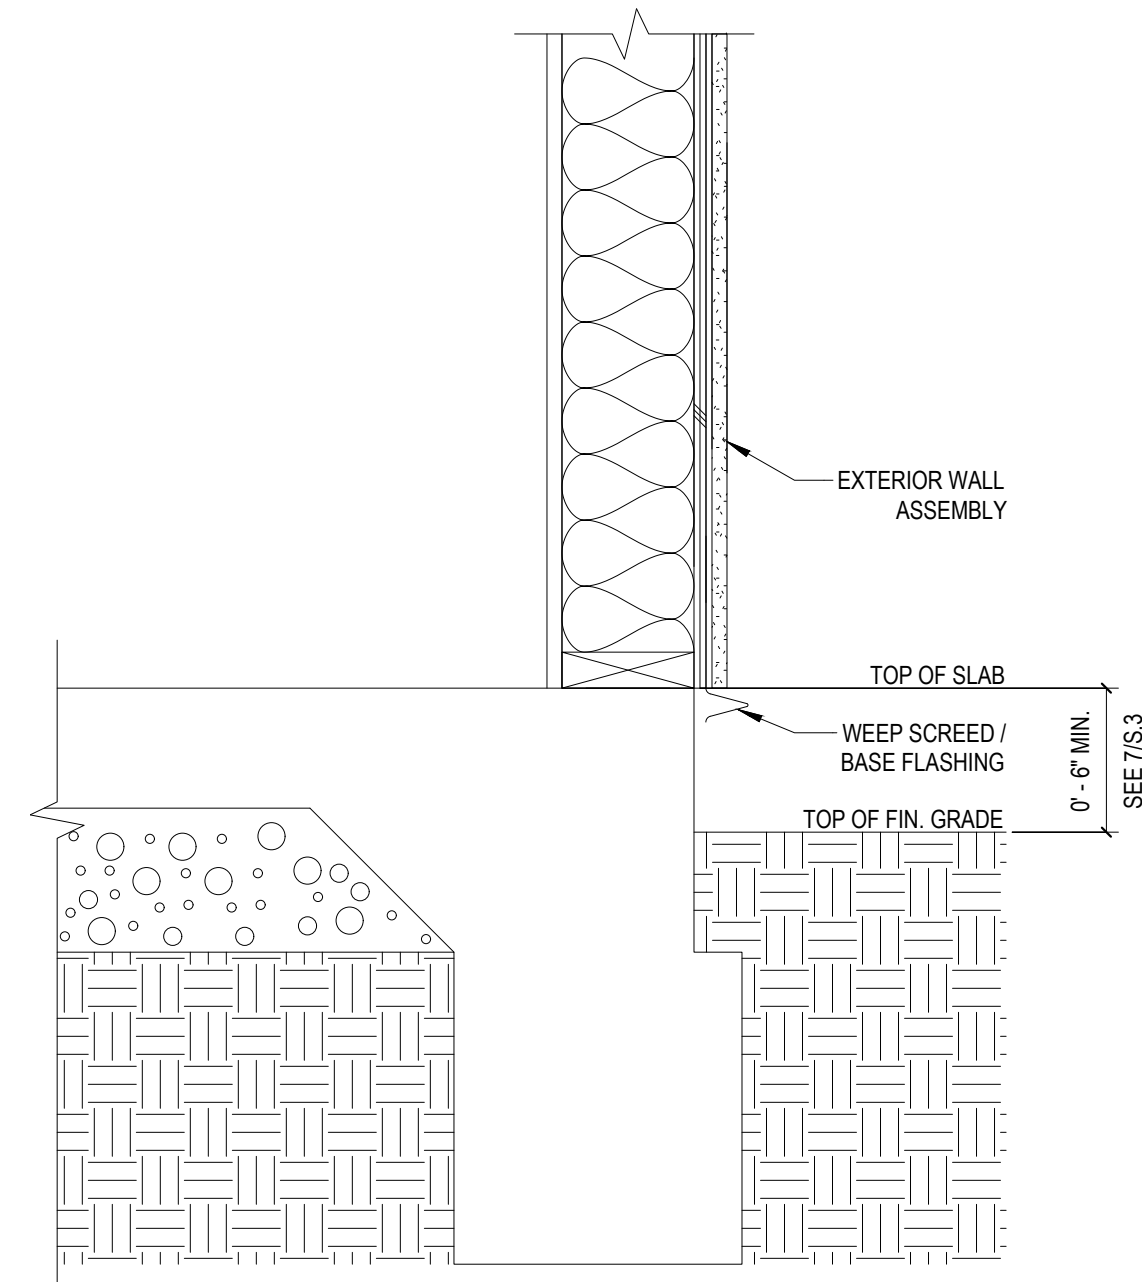 EXTERIOR WALL
ASSEMBLY
TOP OF SLAB
WEEP SCREED /
BASE FLASHING
TOP OF FIN. GRADE
0' - 6" MIN.
SEE 7/S.3